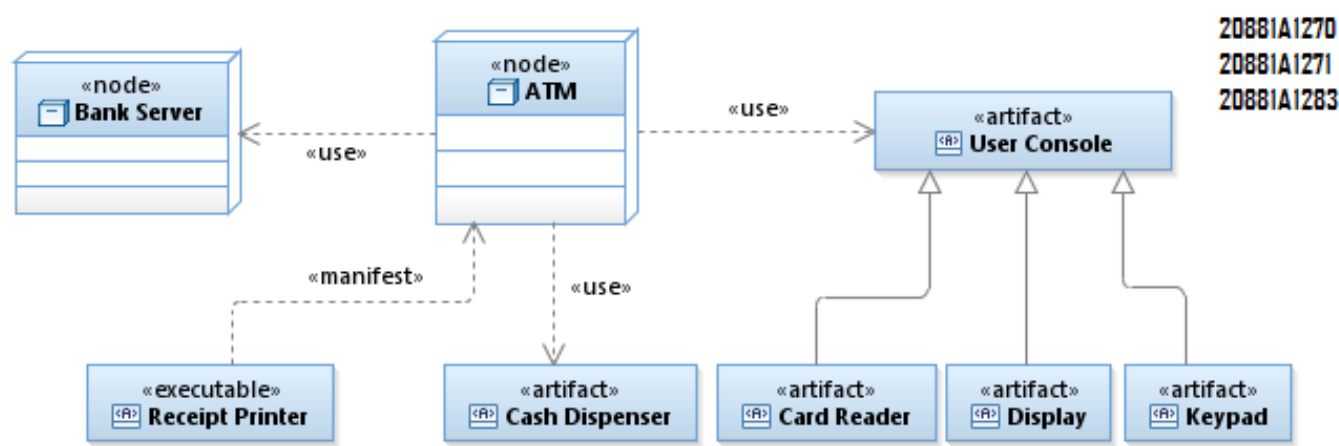 20881A1270
20881A1271
20881A1283
«node»
Bank Server
«node»
ATM
«use»
«use»
«artifact»
User Console
«manifest»
«use»
«executable»
Receipt Printer
«artifact»
Cash Dispenser
«artifact»
Card Reader
«artifact»
Display
«artifact»
Keypad